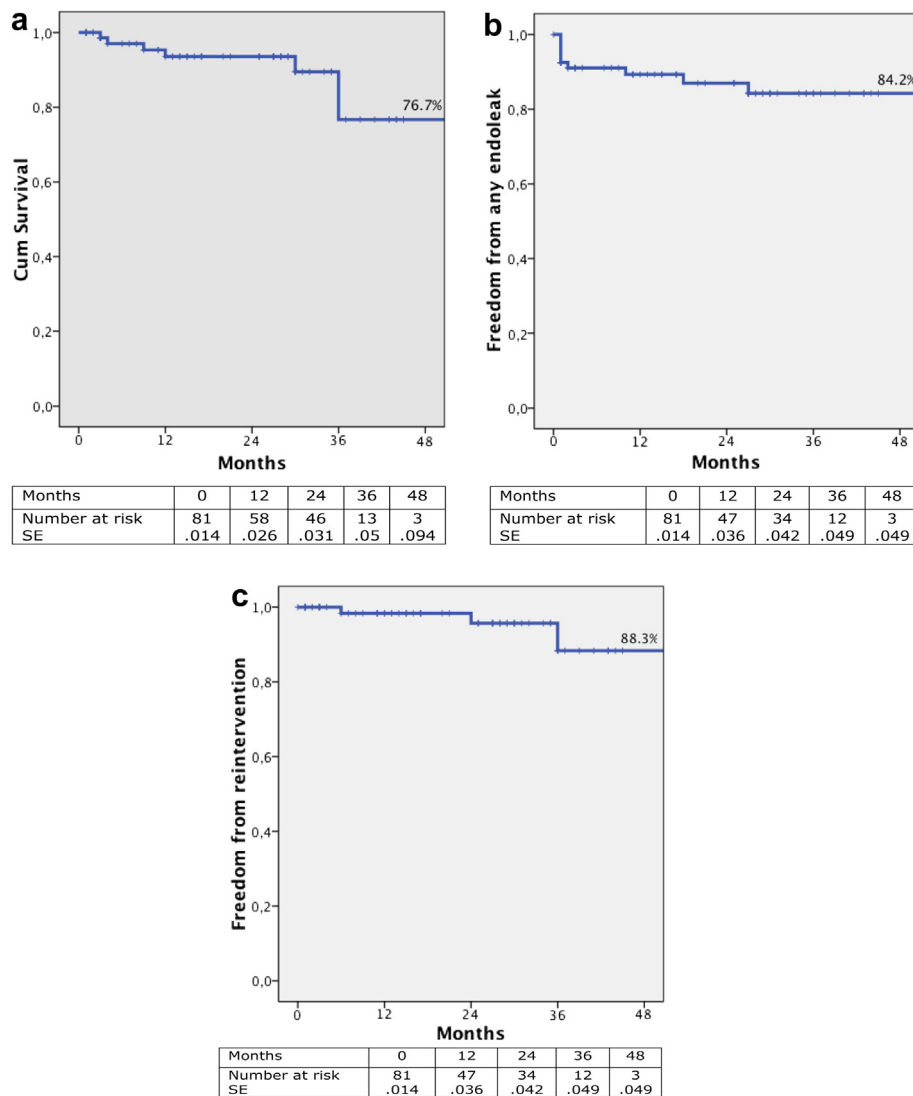 a
1,0
0,8
0,6
0,4
0,2
0,0
Cum Survival
76.7%
0 12 24 36 48
Months
Months 0 12 24 36 48
Number at risk 81 58 46 13 3
SE .014 .026 .031 .05 .094
b
1,0
0,8
0,6
0,4
0,2
0,0
Freedom from any endoleak
84.2%
0 12 24 36 48
Months
Months 0 12 24 36 48
Number at risk 81 47 34 12 3
SE .014 .036 .042 .049 .049
c
1,0
0,8
0,6
0,4
0,2
0,0
Freedom from reintervention
88.3%
0 12 24 36 48
Months
Months 0 12 24 36 48
Number at risk 81 47 34 12 3
SE .014 .036 .042 .049 .049